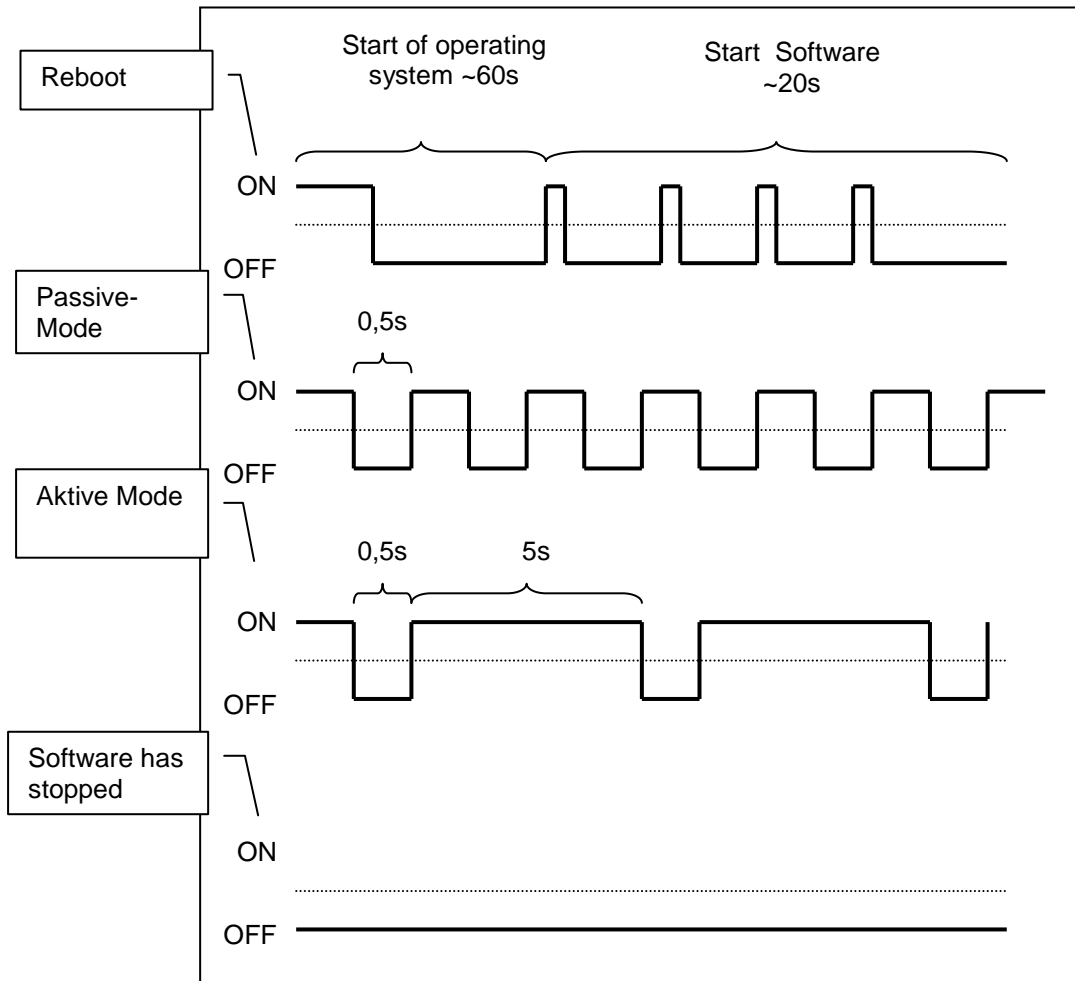 Start of operating
system ~60s
Start Software
~20s
Reboot
ON
OFF
Passive-
Mode
0,5s
ON
OFF
Aktive Mode
0,5s
5s
ON
OFF
Software has
stopped
ON
OFF